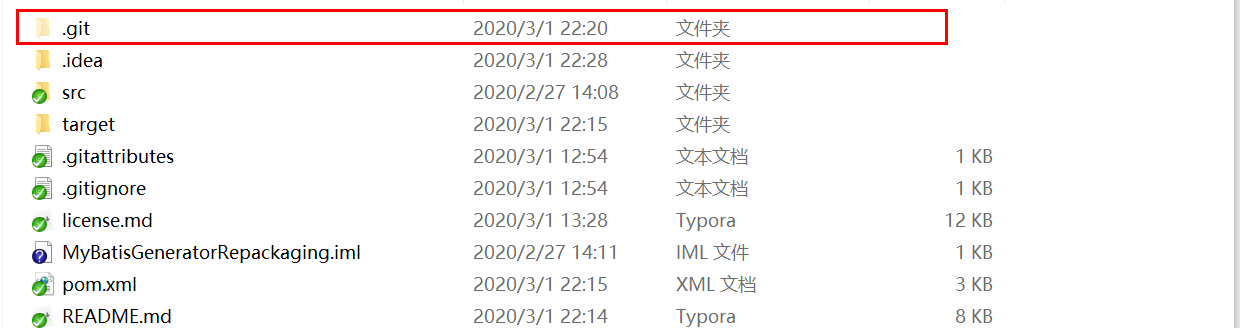 .git 2020/3/1 22:20 文件夹
.idea 2020/3/1 22:28 文件夹
src 2020/2/27 14:08 文件夹
target 2020/3/1 22:15 文件夹
.gitattributes 2020/3/1 12:54 文本文档 1 KB
.gitignore 2020/3/1 12:54 文本文档 1 KB
license.md 2020/3/1 13:28 Typora 12 KB
MyBatisGeneratorRepackaging.iml 2020/2/27 14:11 IML 文件 1 KB
pom.xml 2020/3/1 22:15 XML 文档 3 KB
README.md 2020/3/1 22:14 Typora 8 KB